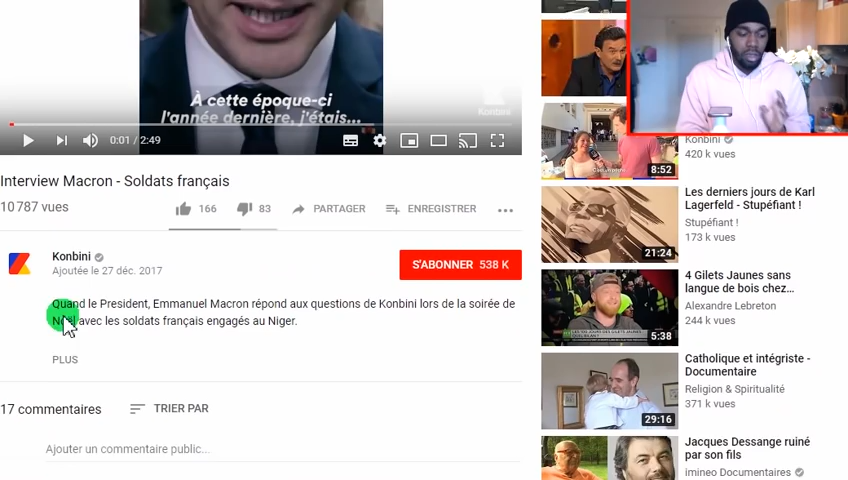 À cette époque-ci
l'année dernière, j'étais...
Konbini
0:01 / 2:49
Interview Macron - Soldats français
10 787 vues
166
83
PARTAGER
ENREGISTRER
Konbini
Ajoutée le 27 déc. 2017
S'ABONNER 538 K
Quand le Président, Emmanuel Macron répond aux questions de Konbini lors de la soirée de
Noël avec les soldats français engagés au Niger.
PLUS
17 commentaires
TRIER PAR
Ajouter un commentaire public...
Konbini
420 k vues
8:52
Les derniers jours de Karl
Lagerfeld - Stupéfiant !
Stupéfiant !
173 k vues
21:24
4 Gilets Jaunes sans
langue de bois chez...
Alexandre Lebreton
244 k vues
5:38
Catholique et intégriste -
Documentaire
Religion & Spiritualité
371 k vues
29:16
Jacques Dessange ruiné
par son fils
imineo Documentaires